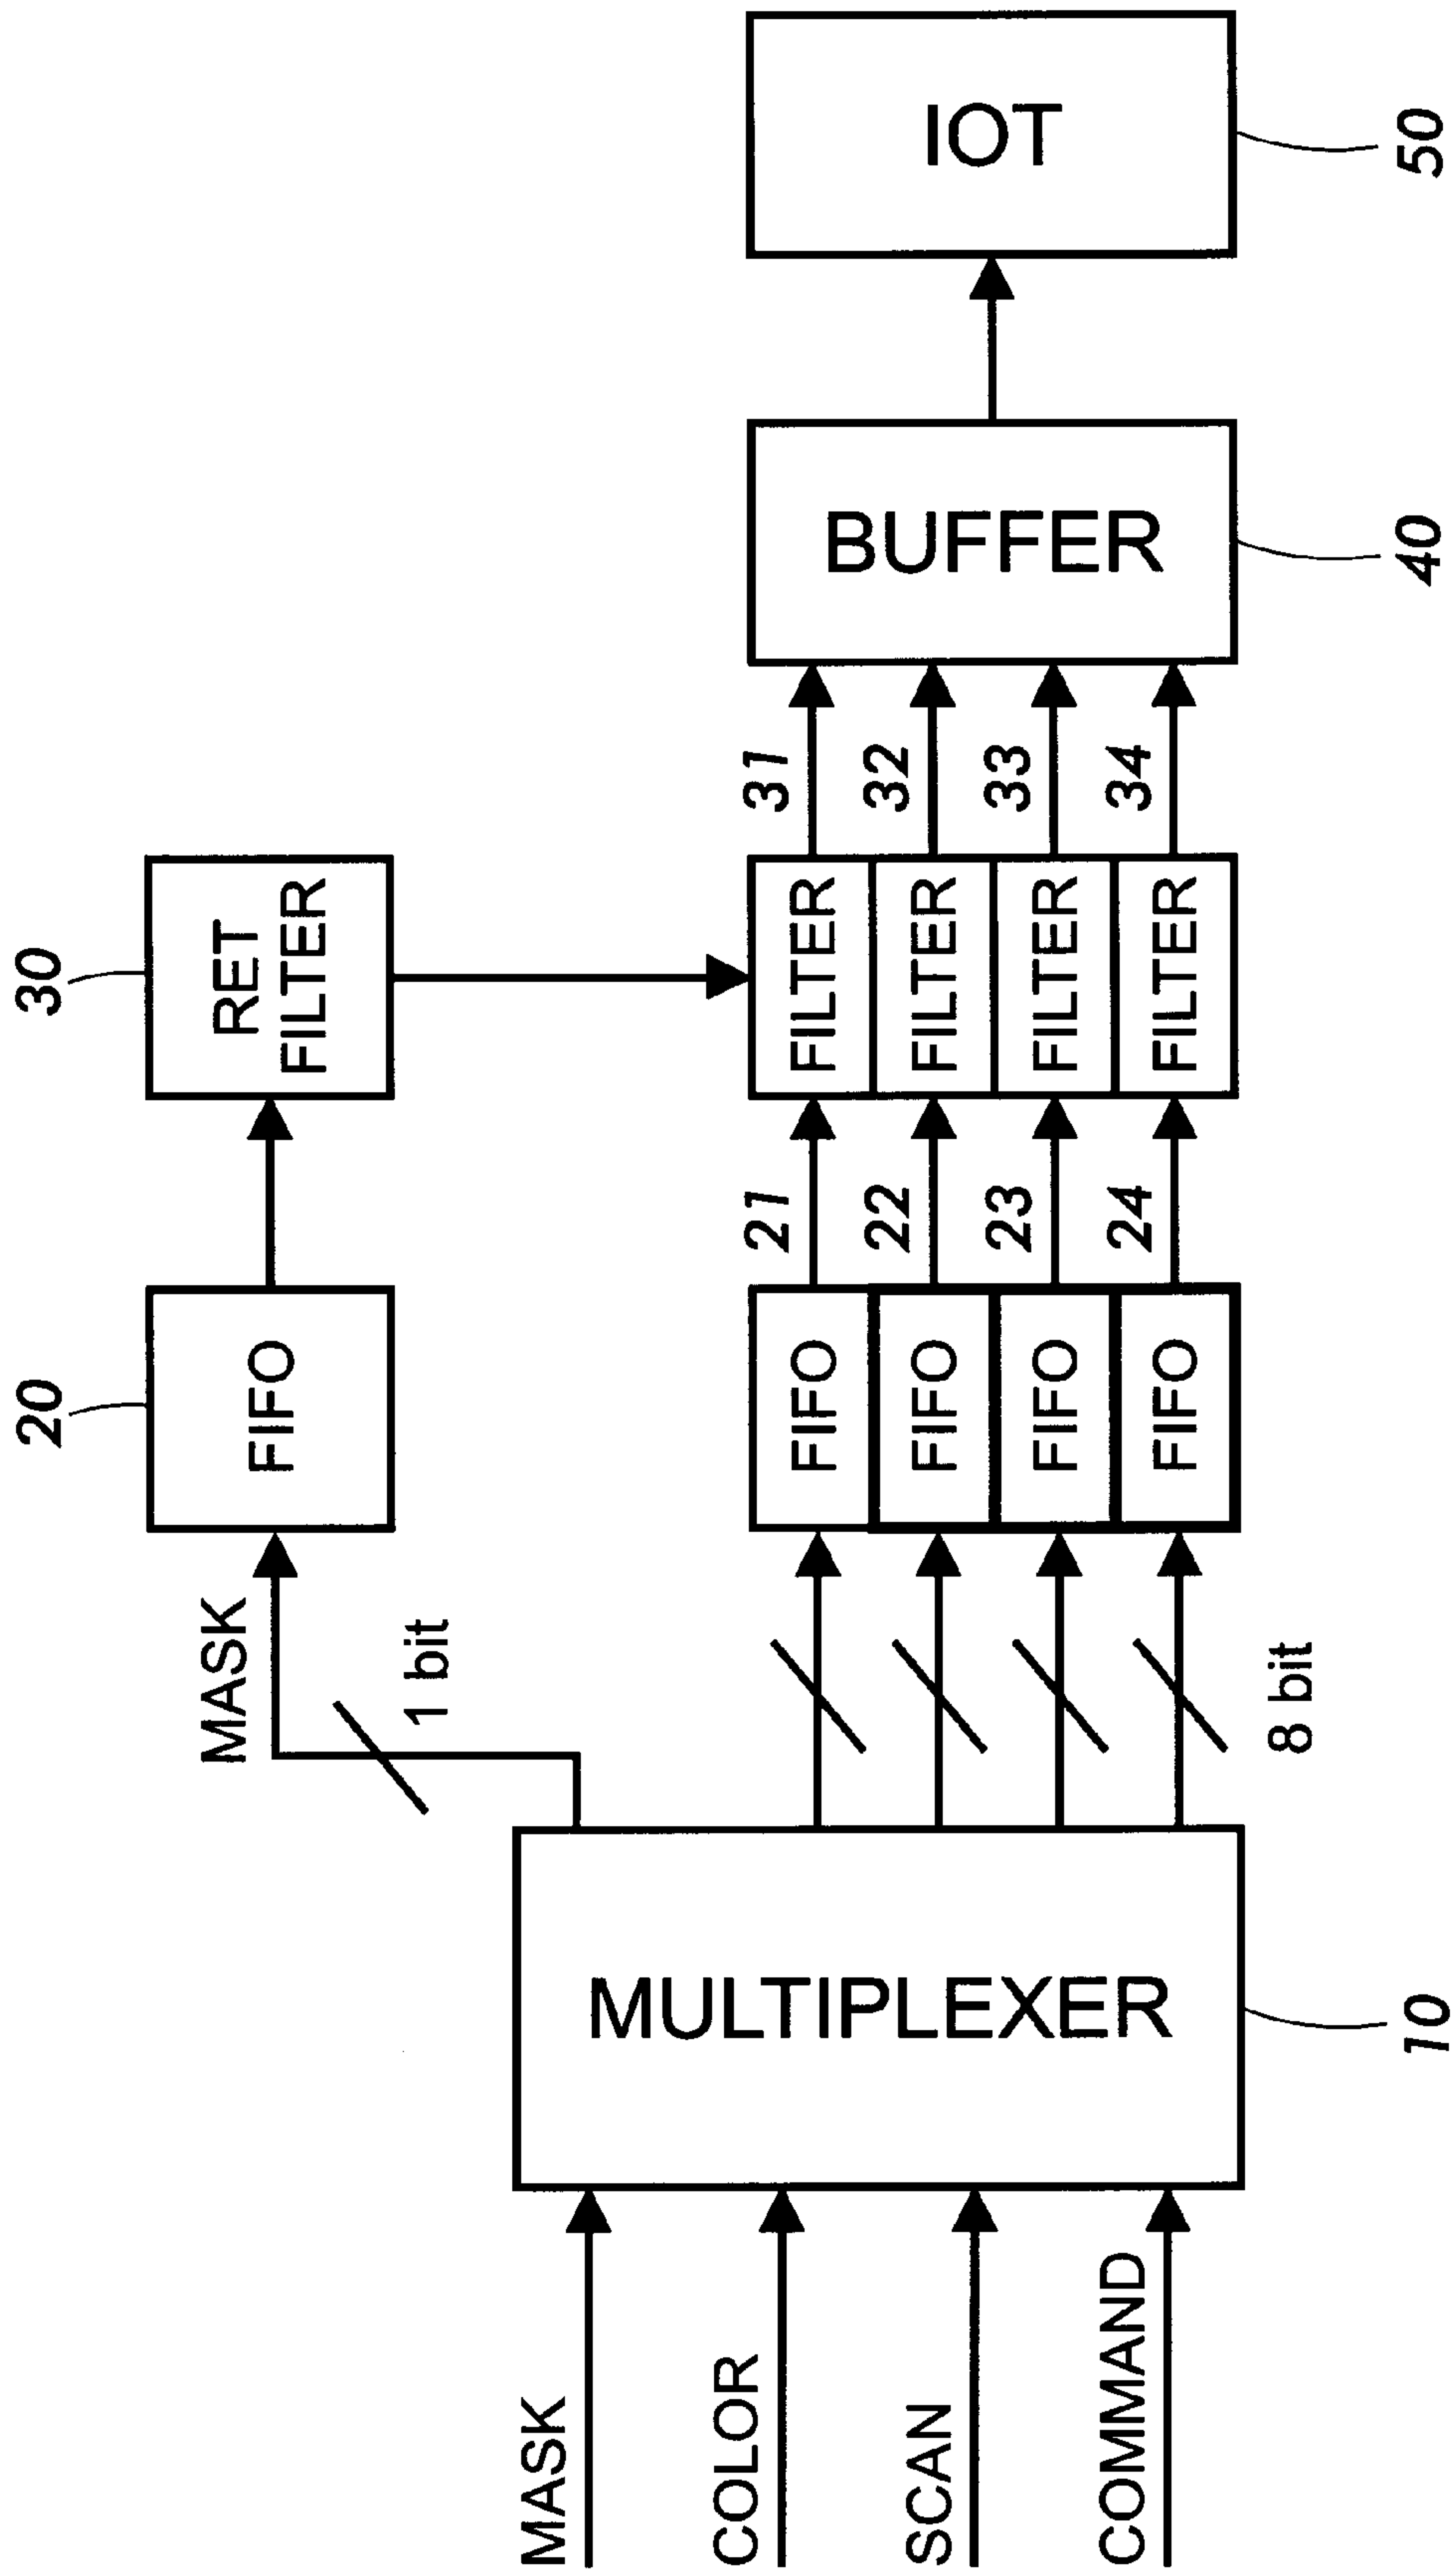 MASK
COLOR
SCAN
COMMAND
MULTIPLEXER
10
MASK
1 bit
8 bit
20
FIFO
FIFO
FIFO
FIFO
FIFO
21
22
23
24
30
RET
FILTER
FILTER
FILTER
FILTER
FILTER
31
32
33
34
BUFFER
40
IOT
50